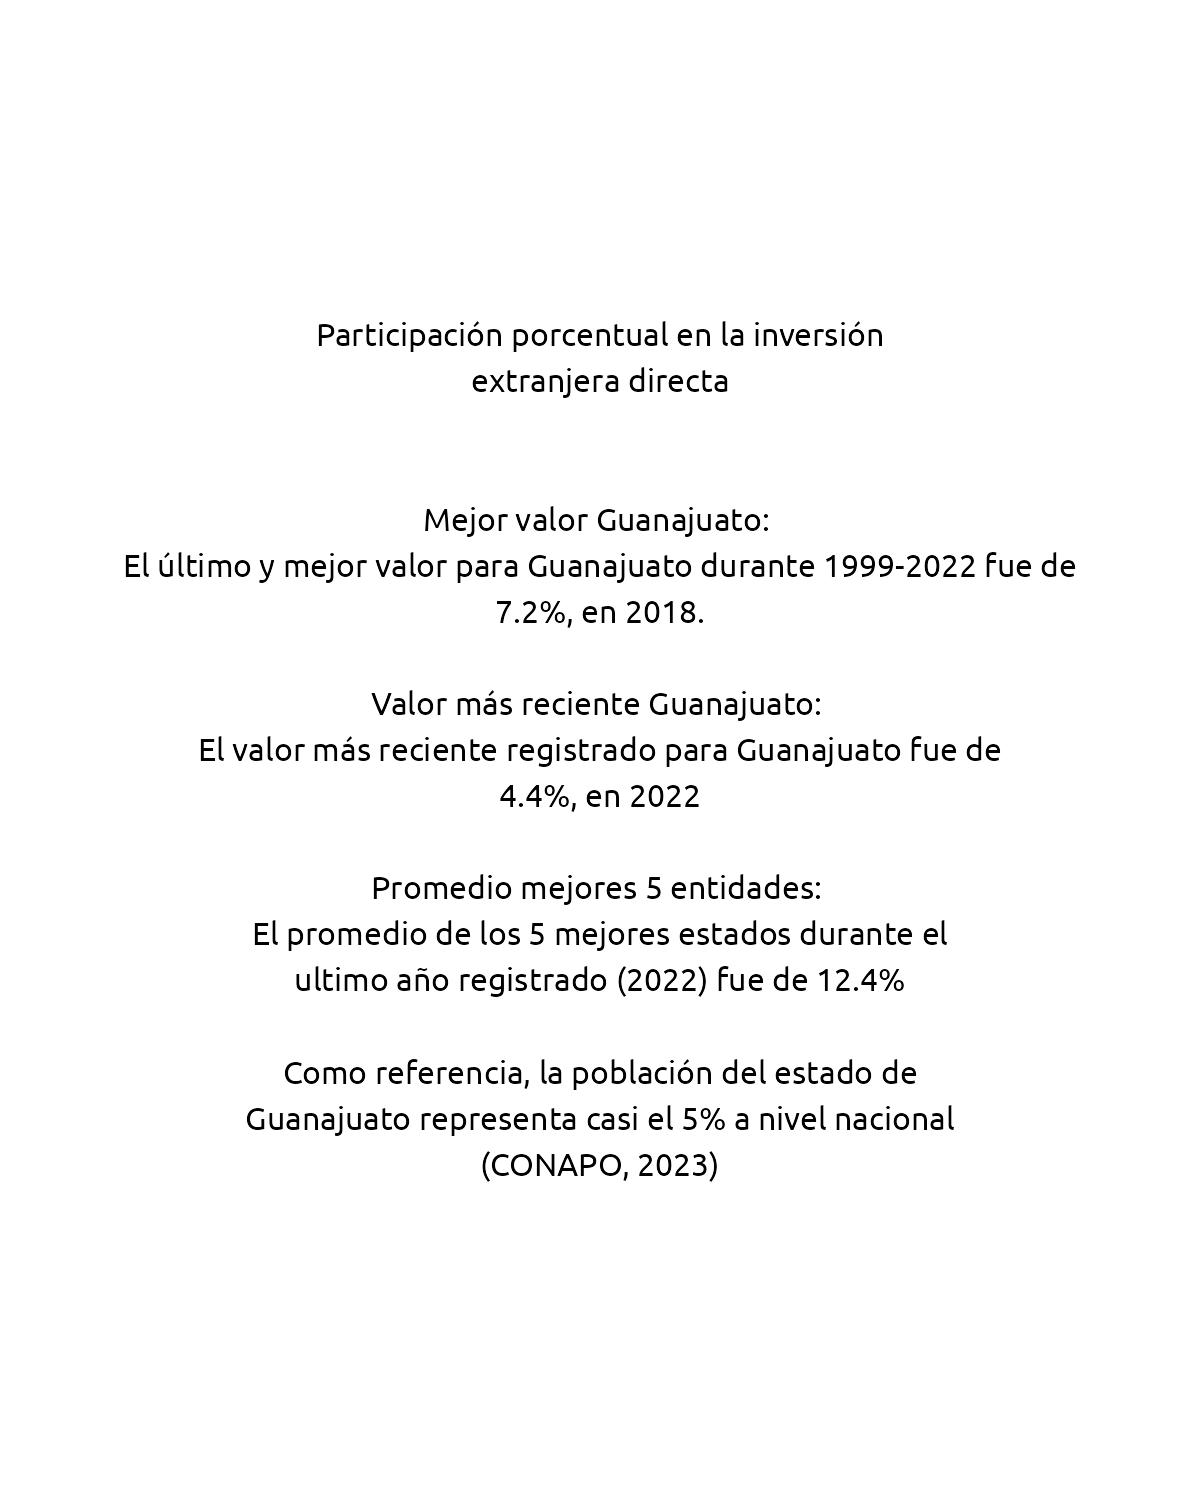 Participación porcentual en la inversión
extranjera directa
Mejor valor Guanajuato:
El último y mejor valor para Guanajuato durante 1999-2022 fue de
7.2%, en 2018.
Valor más reciente Guanajuato:
El valor más reciente registrado para Guanajuato fue de
4.4%, en 2022
Promedio mejores 5 entidades:
El promedio de los 5 mejores estados durante el
ultimo año registrado (2022) fue de 12.4%
Como referencia, la población del estado de
Guanajuato representa casi el 5% a nivel nacional
(CONAPO, 2023)